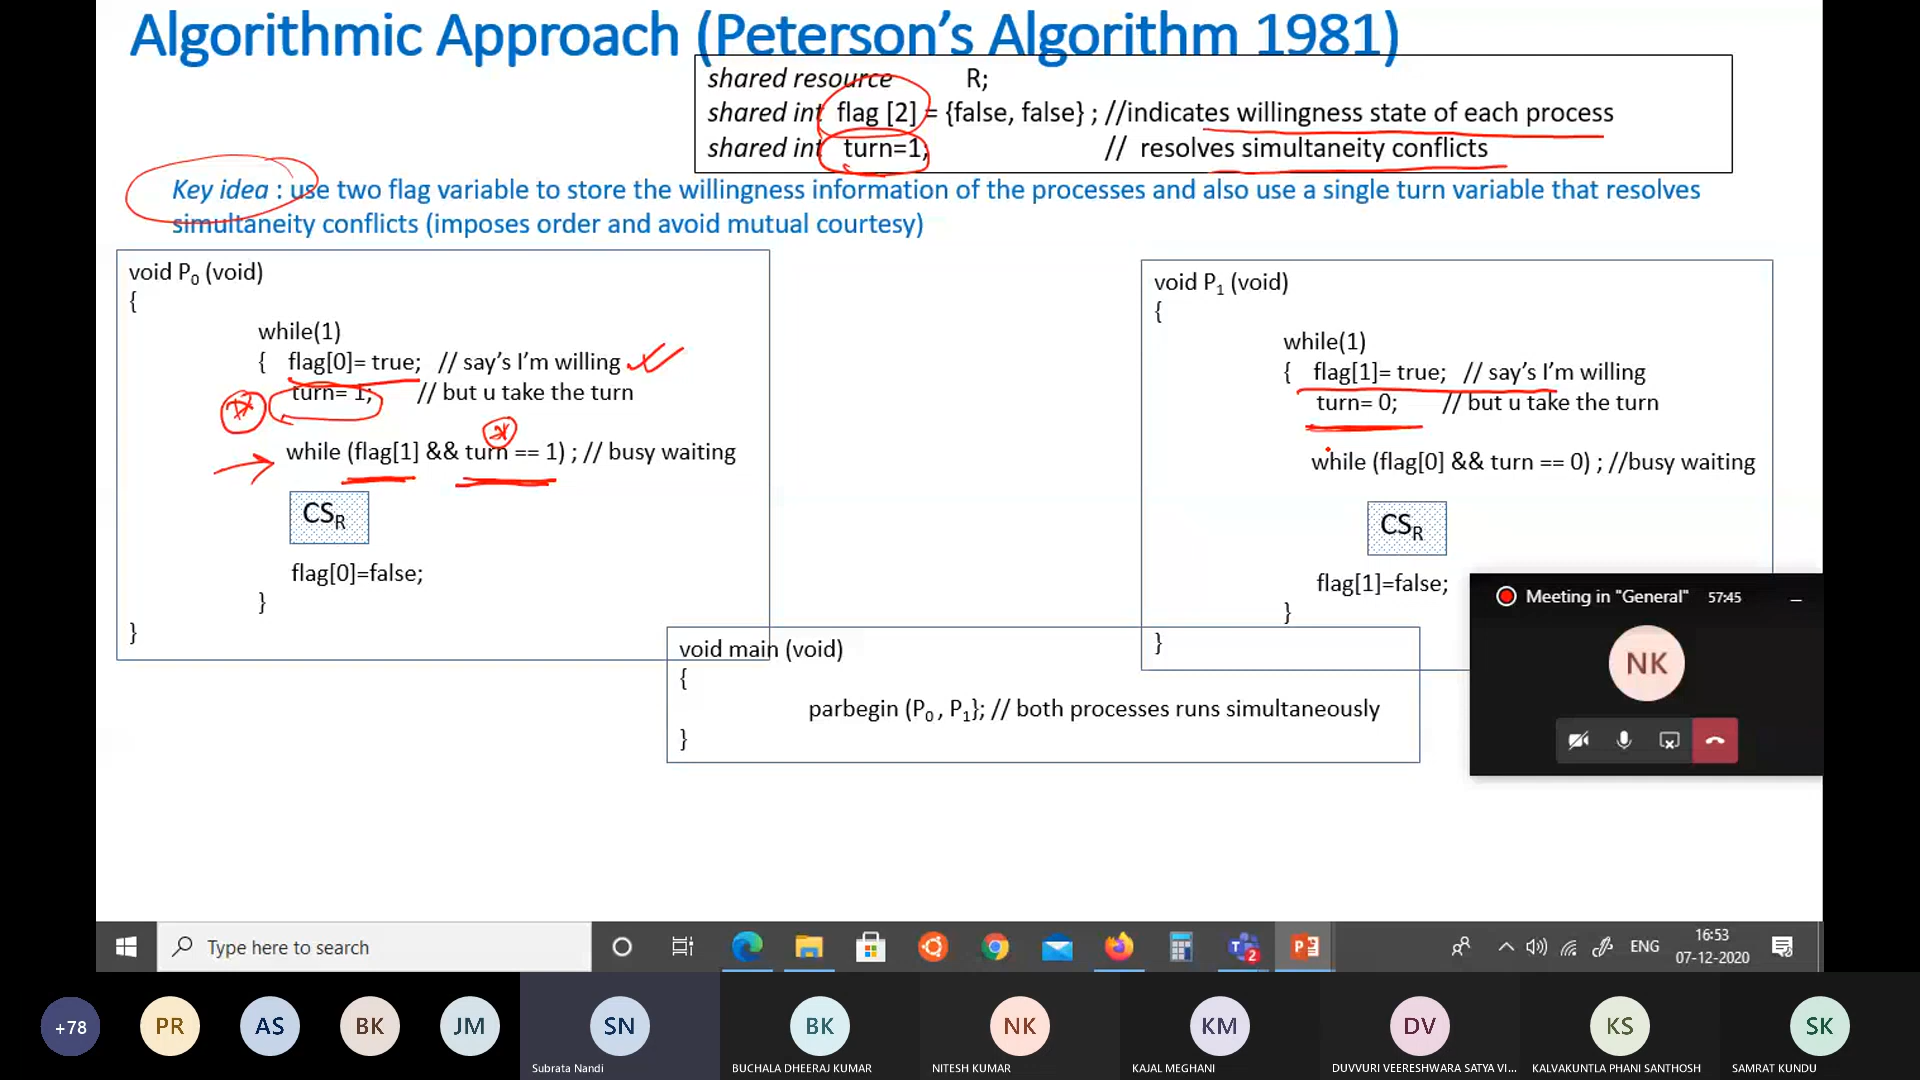 Algorithmic Approach (Peterson's Algorithm 1981)
shared resource R;
shared int flag [2] = {false, false} ; //indicates willingness state of each process
shared int turn=1, // resolves simultaneity conflicts
Key idea : use two flag variable to store the willingness information of the processes and also use a single turn variable that resolves
simultaneity conflicts (imposes order and avoid mutual courtesy)
void P0 (void)
{
while(1)
{ flag[0]= true; // say's I'm willing
turn= 1; // but u take the turn
while (flag[1] && turn == 1) ; // busy waiting
CSR
flag[0]=false;
}
}
void P1 (void)
{
while(1)
{ flag[1]= true; // say's I'm willing
turn= 0; // but u take the turn
while (flag[0] && turn == 0) ; //busy waiting
CSR
flag[1]=false;
}
}
void main (void)
{
parbegin (P0 , P1}; // both processes runs simultaneously
}
Meeting in "General" 57:45
NK
Type here to search
2
ENG
16:53
07-12-2020
+78
PR
AS
BK
JM
SN
Subrata Nandi
BK
BUCHALA DHEERAJ KUMAR
NK
NITESH KUMAR
KM
KAJAL MEGHANI
DV
DUVVURI VEERESHWARA SATYA VI...
KS
KALVAKUNTLA PHANI SANTHOSH
SK
SAMRAT KUNDU